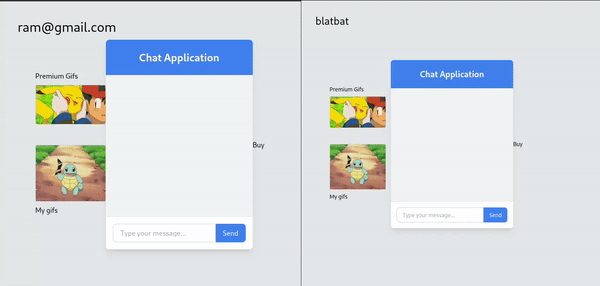 ram@gmail.com
Chat Application
Premium Gifs
Buy
My gifs
Type your message...
Send
blatbat
Chat Application
Premium Gifs
Buy
My gifs
Type your message...
Send